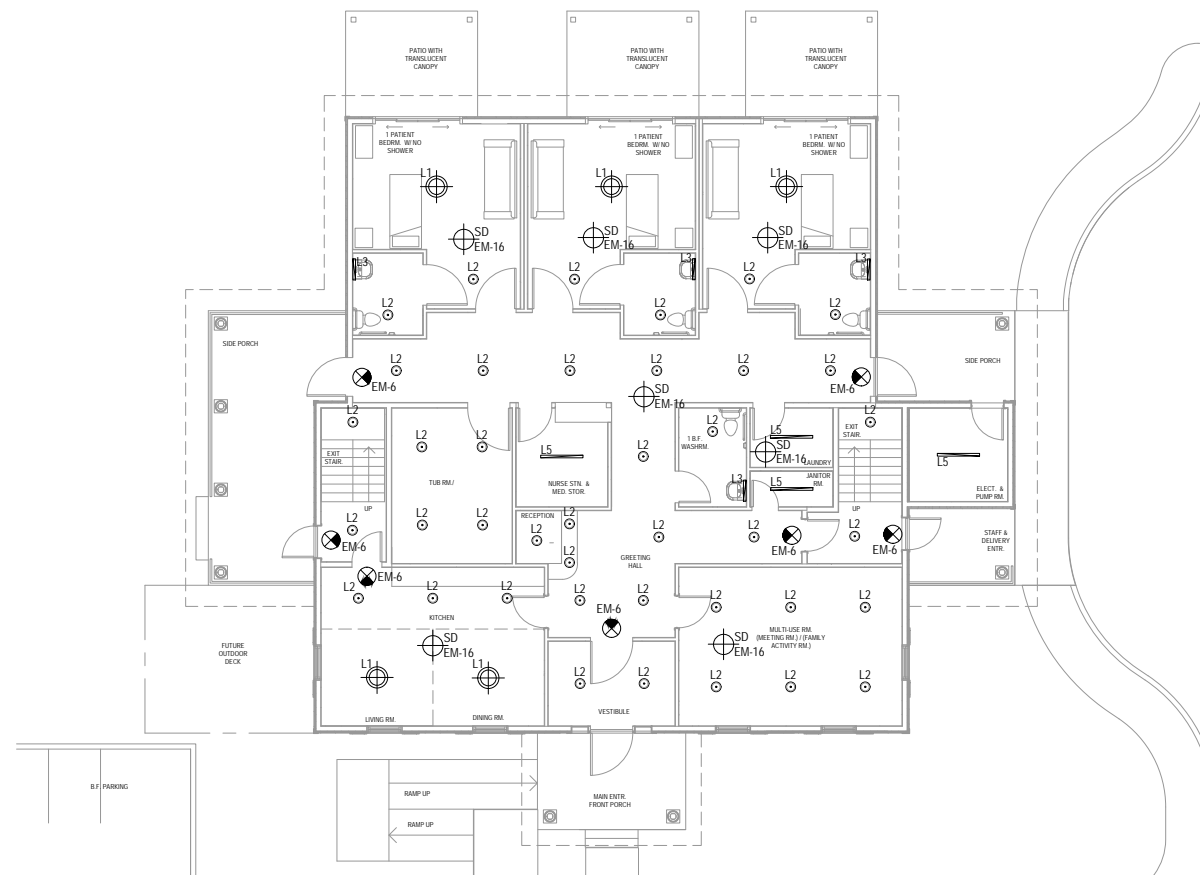 PATIO WITH
TRANSLUCENT
CANOPY
PATIO WITH
TRANSLUCENT
CANOPY
PATIO WITH
TRANSLUCENT
CANOPY
1 PATIENT
BEDRM. W/ NO
SHOWER
1 PATIENT
BEDRM. W/ NO
SHOWER
1 PATIENT
BEDRM. W/ NO
SHOWER
L1
L1
L1
SD
EM-16
SD
EM-16
SD
EM-16
L3
L2
L2
L3
L2
L3
L2
L2
L2
SIDE PORCH
SIDE PORCH
L2
L2
L2
L2
L2
L2
EM-6
EM-6
SD
EM-16
L2
L2
L2
L2
L2
L2
1 B.F.
WASHRM.
L5
EXIT
STAIR.
EXIT
STAIR.
L5
SD
EM-16
LAUNDRY
L5
TUB RM./
NURSE STN. &
MED. STOR.
L3
L5
JANITOR
RM.
ELECT. &
PUMP RM.
UP
UP
L2
L2
L2
RECEPTION
L2
L2
L2
L2
L2
L2
EM-6
EM-6
EM-6
STAFF &
DELIVERY
ENTR.
GREETING
HALL
EM-6
L2
L2
L2
L2
L2
L2
L2
L2
EM-6
KITCHEN
SD
EM-16
MULTI-USE RM.
(MEETING RM.) / (FAMILY
ACTIVITY RM.)
SD
EM-16
FUTURE
OUTDOOR
DECK
L1
L1
L2
L2
L2
L2
L2
LIVING RM.
DINING RM.
VESTIBULE
B.F. PARKING
RAMP UP
MAIN ENTR.
FRONT PORCH
RAMP UP